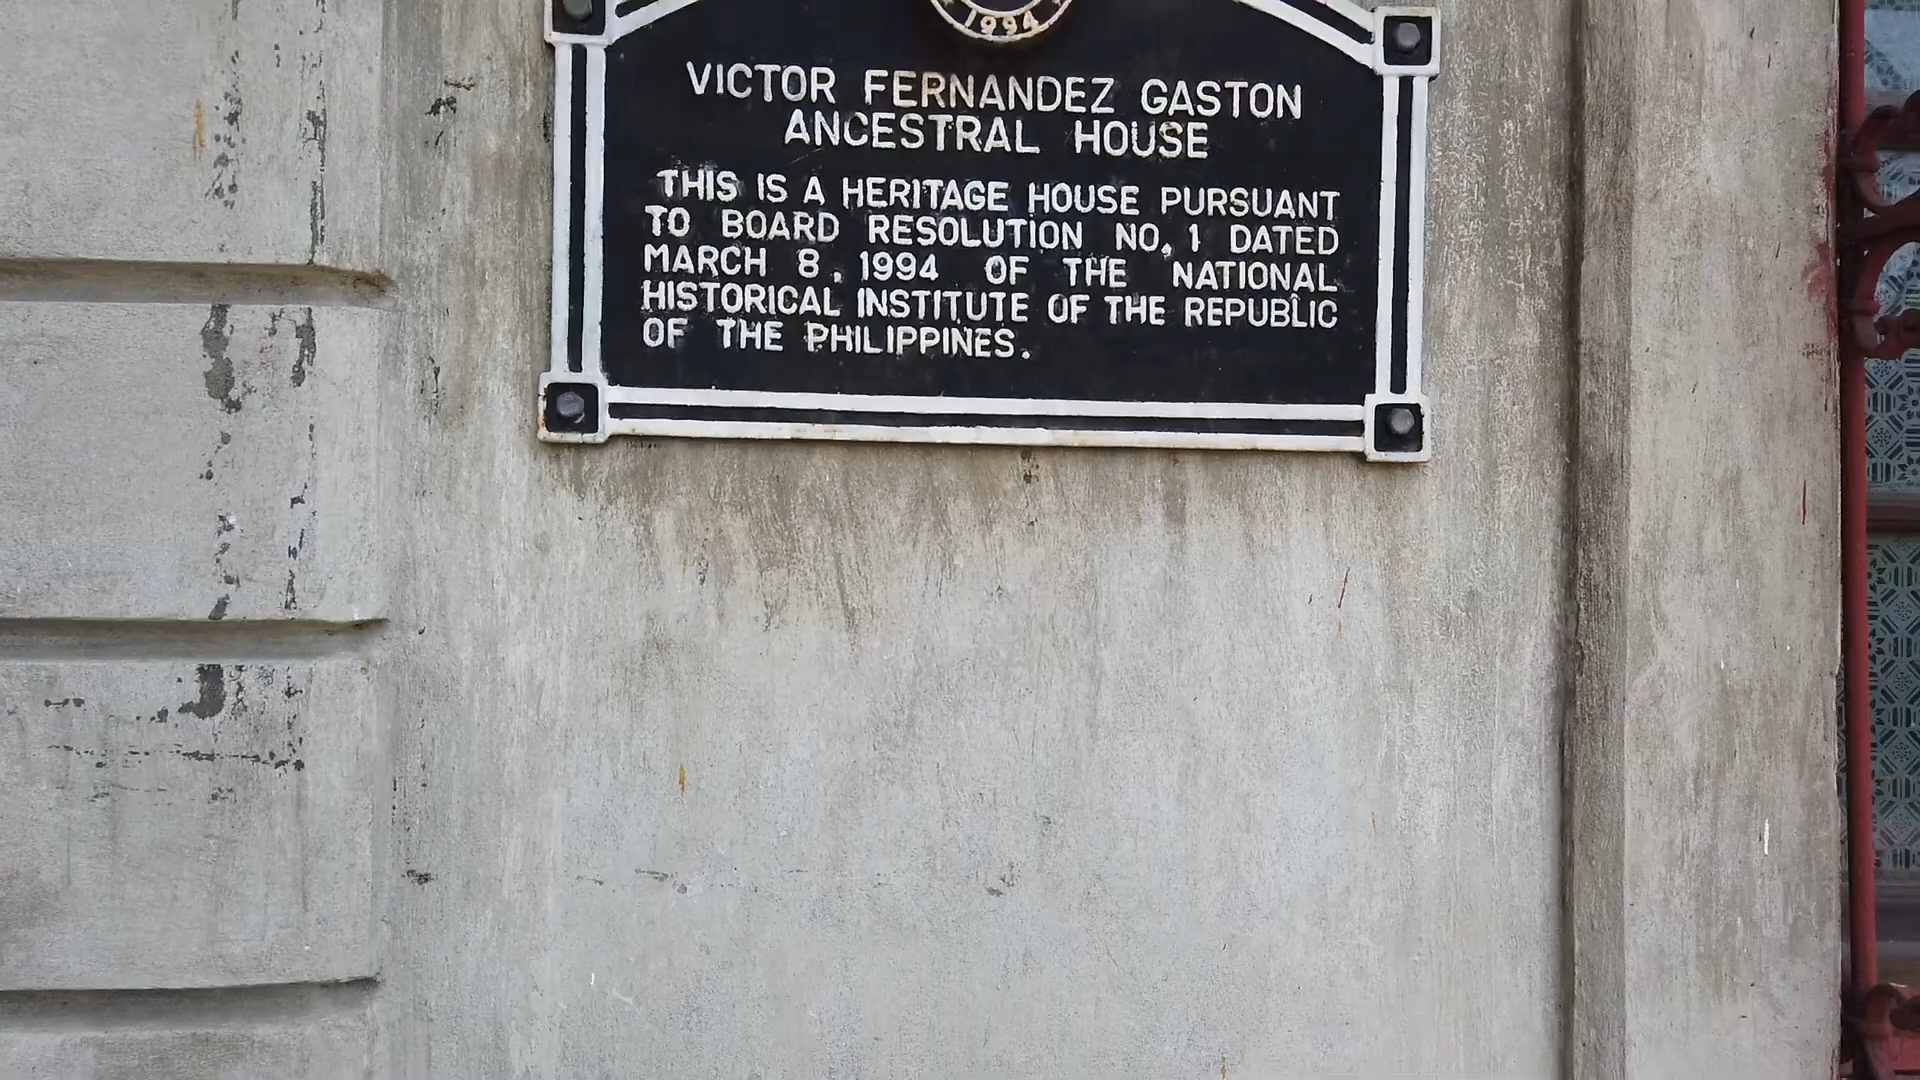 1994
VICTOR FERNANDEZ GASTON
ANCESTRAL HOUSE
THIS IS A HERITAGE HOUSE PURSUANT
TO BOARD RESOLUTION NO. 1 DATED
MARCH 8, 1994 OF THE NATIONAL
HISTORICAL INSTITUTE OF THE REPUBLIC
OF THE PHILIPPINES.